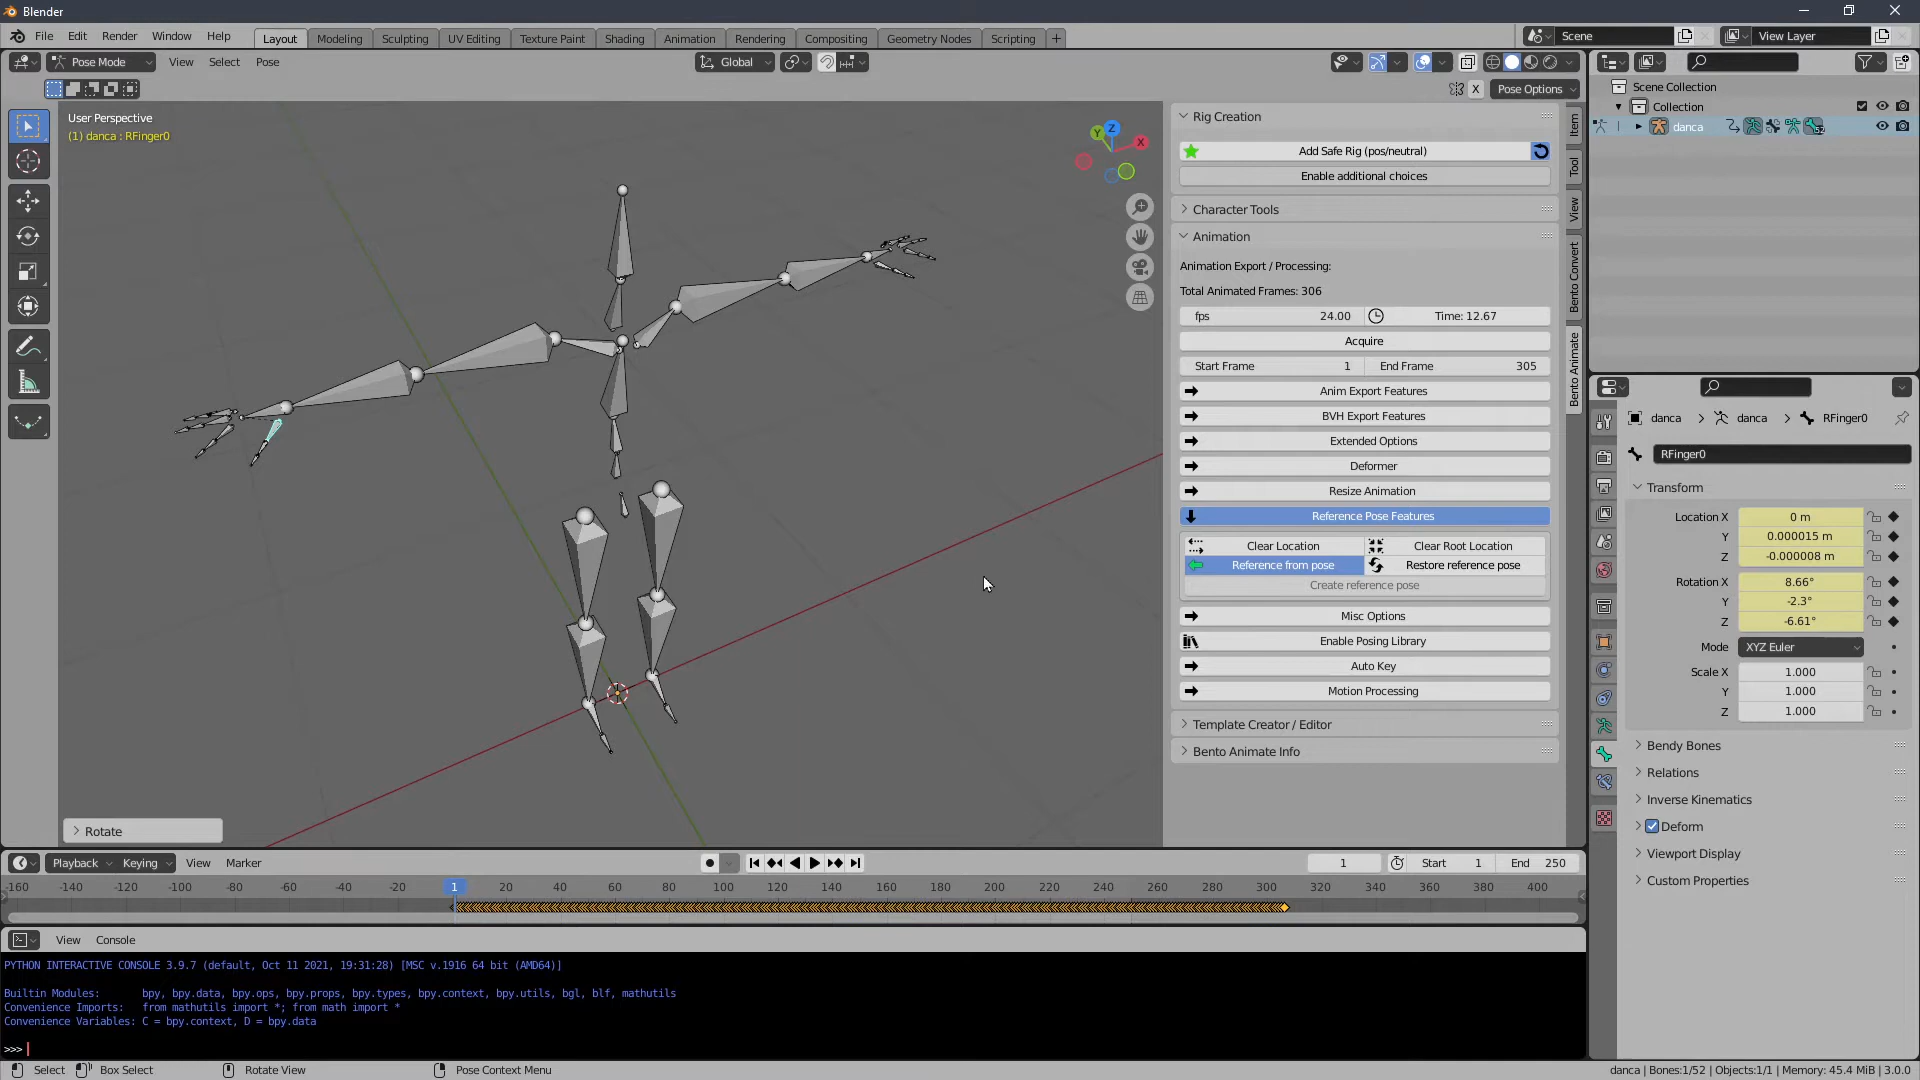 Blender
File Edit Render Window Help
Layout Modeling Sculpting UV Editing Texture Paint Shading Animation Rendering Compositing Geometry Nodes Scripting +
Scene
View Layer
Pose Mode View Select Pose
Global
X Pose Options
User Perspective
(1) danca : RFinger0
Z
Y
X
Rig Creation
Add Safe Rig (pos/neutral)
Enable additional choices
Character Tools
Animation
Animation Export / Processing:
Total Animated Frames: 306
fps 24.00 Time: 12.67
Acquire
Start Frame 1 End Frame 305
Anim Export Features
BVH Export Features
Extended Options
Deformer
Resize Animation
Reference Pose Features
Clear Location Clear Root Location
Reference from pose Restore reference pose
Create reference pose
Misc Options
Enable Posing Library
Auto Key
Motion Processing
Template Creator / Editor
Bento Animate Info
Item
Tool
View
Bento Convert
Bento Animate
Scene Collection
Collection
danca 52
danca > danca > RFinger0
RFinger0
Transform
Location X 0 m
Y 0.000015 m
Z -0.000008 m
Rotation X 8.66°
Y -2.3°
Z -6.61°
Mode XYZ Euler
Scale X 1.000
Y 1.000
Z 1.000
Bendy Bones
Relations
Inverse Kinematics
Deform
Viewport Display
Custom Properties
Rotate
Playback Keying View Marker
1 Start 1 End 250
-160 -140 -120 -100 -80 -60 -40 -20 1 20 40 60 80 100 120 140 160 180 200 220 240 260 280 300 320 340 360 380 400
View Console
PYTHON INTERACTIVE CONSOLE 3.9.7 (default, Oct 11 2021, 19:31:28) [MSC v.1916 64 bit (AMD64)]
Builtin Modules: bpy, bpy.data, bpy.ops, bpy.props, bpy.types, bpy.context, bpy.utils, bgl, blf, mathutils
Convenience Imports: from mathutils import *; from math import *
Convenience Variables: C = bpy.context, D = bpy.data
>>>
Select Box Select Rotate View Pose Context Menu
danca | Bones:1/52 | Objects:1/1 | Memory: 45.4 MiB | 3.0.0